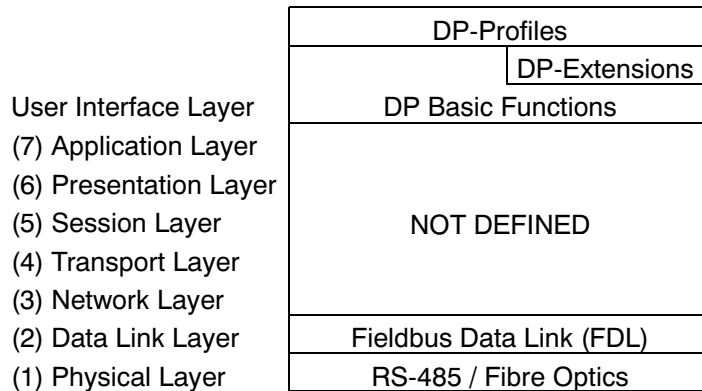 DP-Profiles
DP-Extensions
User Interface Layer DP Basic Functions
(7) Application Layer
(6) Presentation Layer
(5) Session Layer NOT DEFINED
(4) Transport Layer
(3) Network Layer
(2) Data Link Layer Fieldbus Data Link (FDL)
(1) Physical Layer RS-485 / Fibre Optics